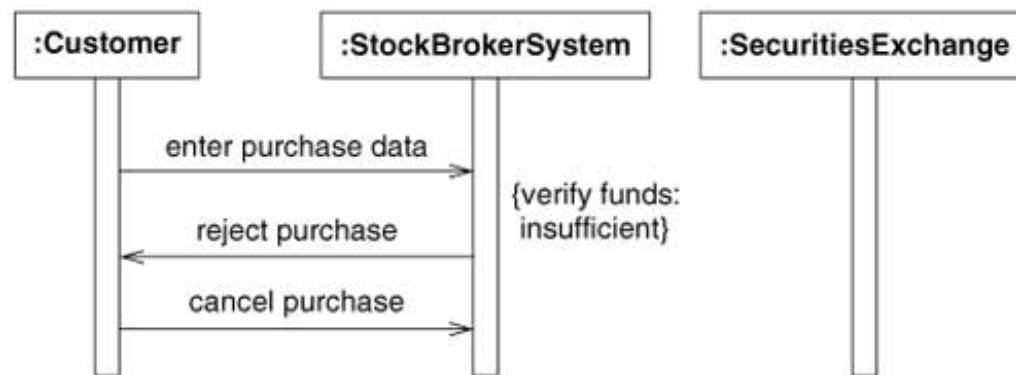 :Customer
:StockBrokerSystem
:SecuritiesExchange
enter purchase data
{verify funds:
insufficient}
reject purchase
cancel purchase